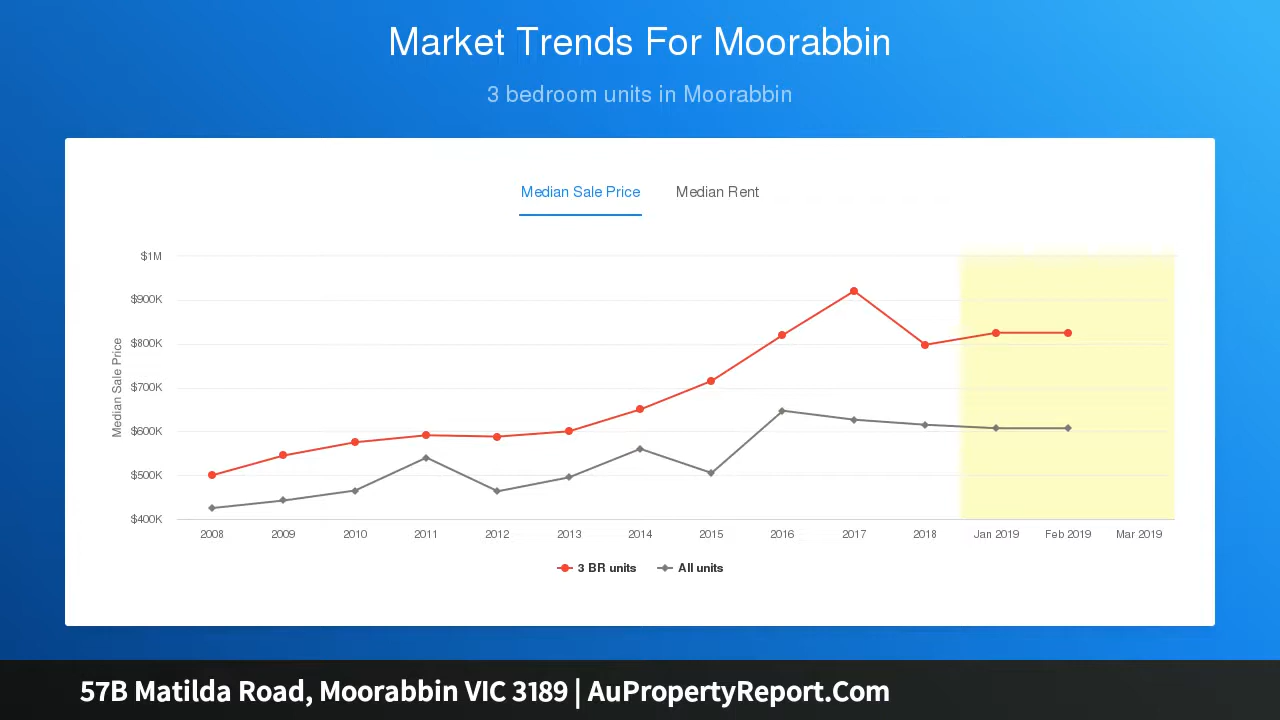 Market Trends For Moorabbin
3 bedroom units in Moorabbin
Median Sale Price Median Rent
Median Sale Price
$1M
$900K
$800K
$700K
$600K
$500K
$400K
2008 2009 2010 2011 2012 2013 2014 2015 2016 2017 2018 Jan 2019 Feb 2019 Mar 2019
3 BR units All units
57B Matilda Road, Moorabbin VIC 3189 | AuPropertyReport.Com